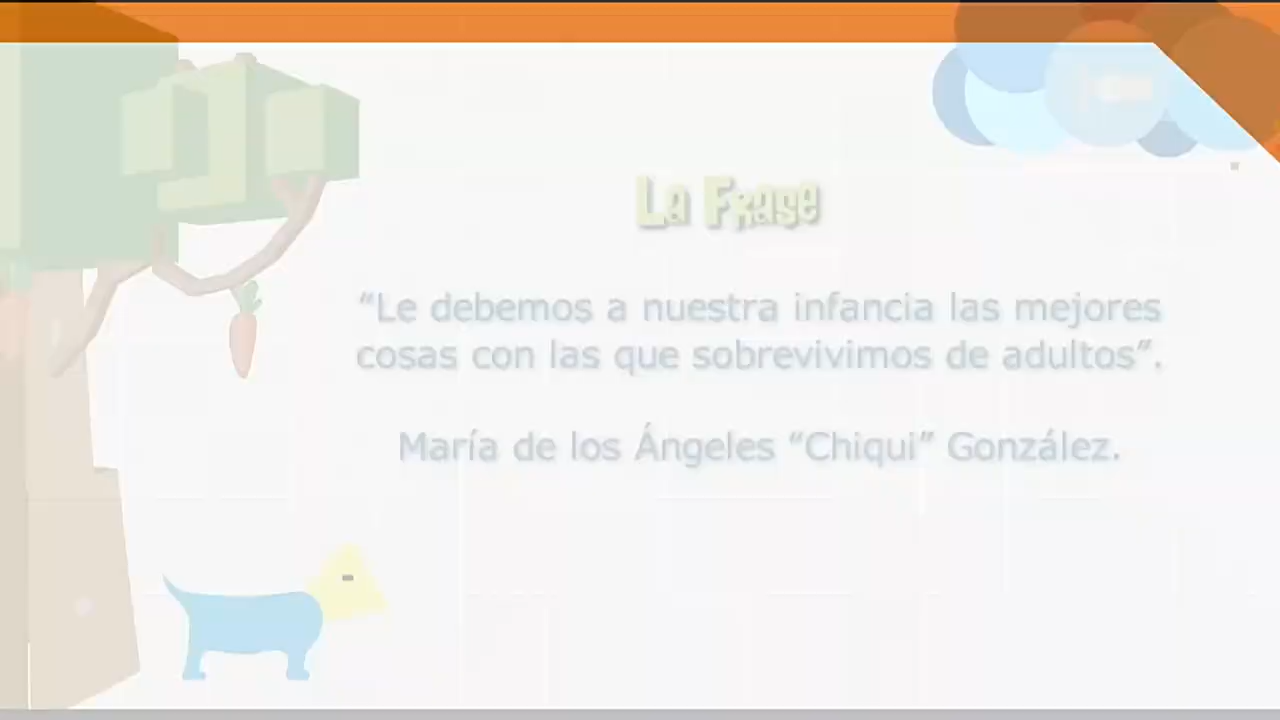 La Frase
“Le debemos a nuestra infancia las mejores
cosas con las que sobrevivimos de adultos”.
María de los Ángeles “Chiqui” González.